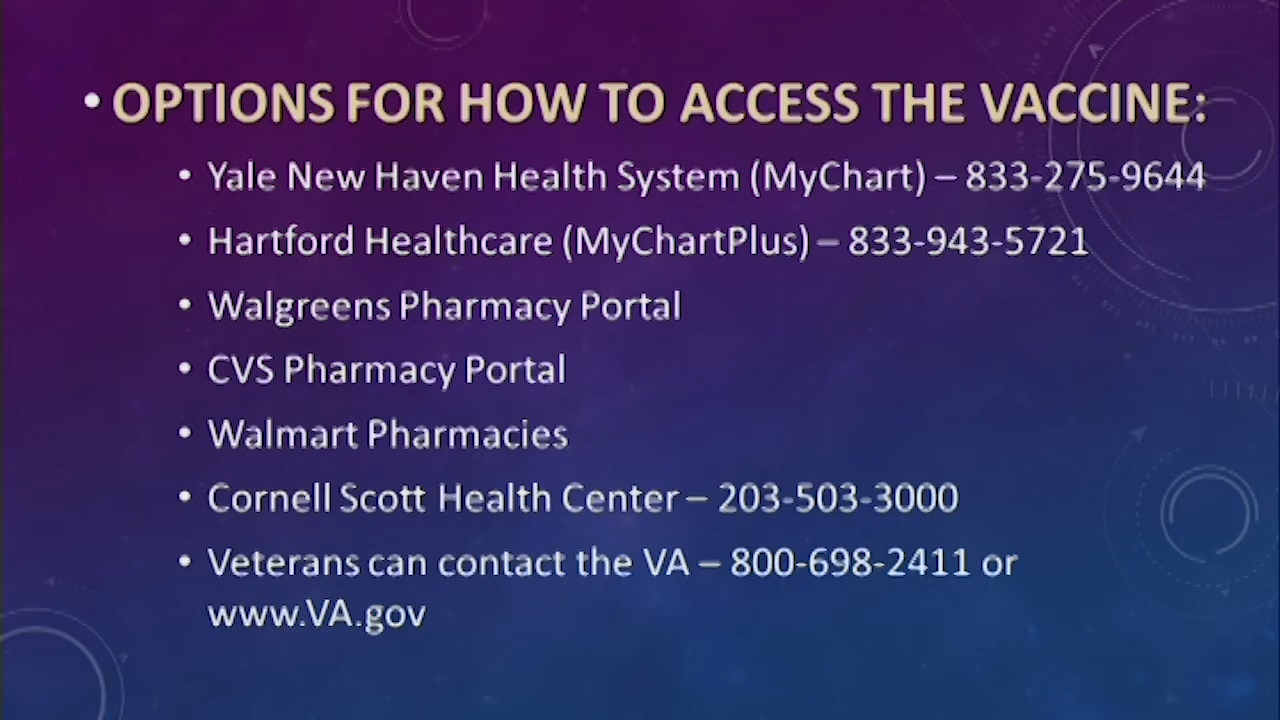 • OPTIONS FOR HOW TO ACCESS THE VACCINE:
• Yale New Haven Health System (MyChart) – 833-275-9644
• Hartford Healthcare (MyChartPlus) – 833-943-5721
• Walgreens Pharmacy Portal
• CVS Pharmacy Portal
• Walmart Pharmacies
• Cornell Scott Health Center – 203-503-3000
• Veterans can contact the VA – 800-698-2411 or
www.VA.gov